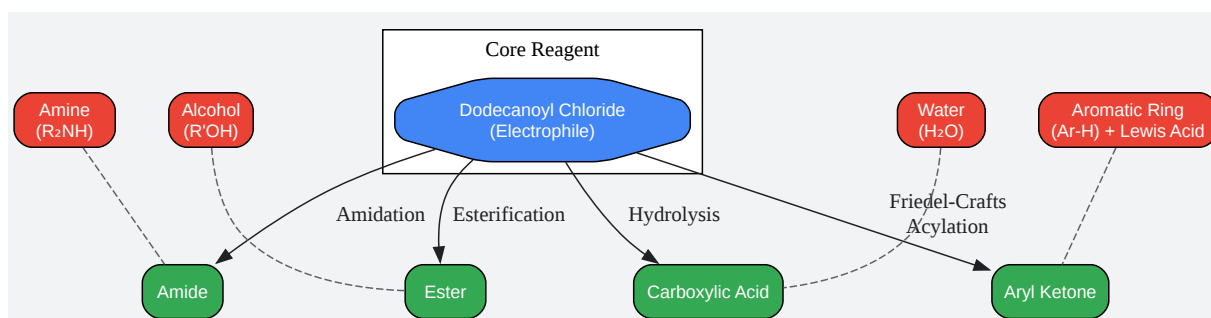 Core Reagent
Dodecanoyl Chloride
(Electrophile)
Amine
(R₂NH)
Alcohol
(R'OH)
Water
(H₂O)
Aromatic Ring
(Ar-H) + Lewis Acid
Amidation
Esterification
Hydrolysis
Friedel-Crafts
Acylation
Amide
Ester
Carboxylic Acid
Aryl Ketone